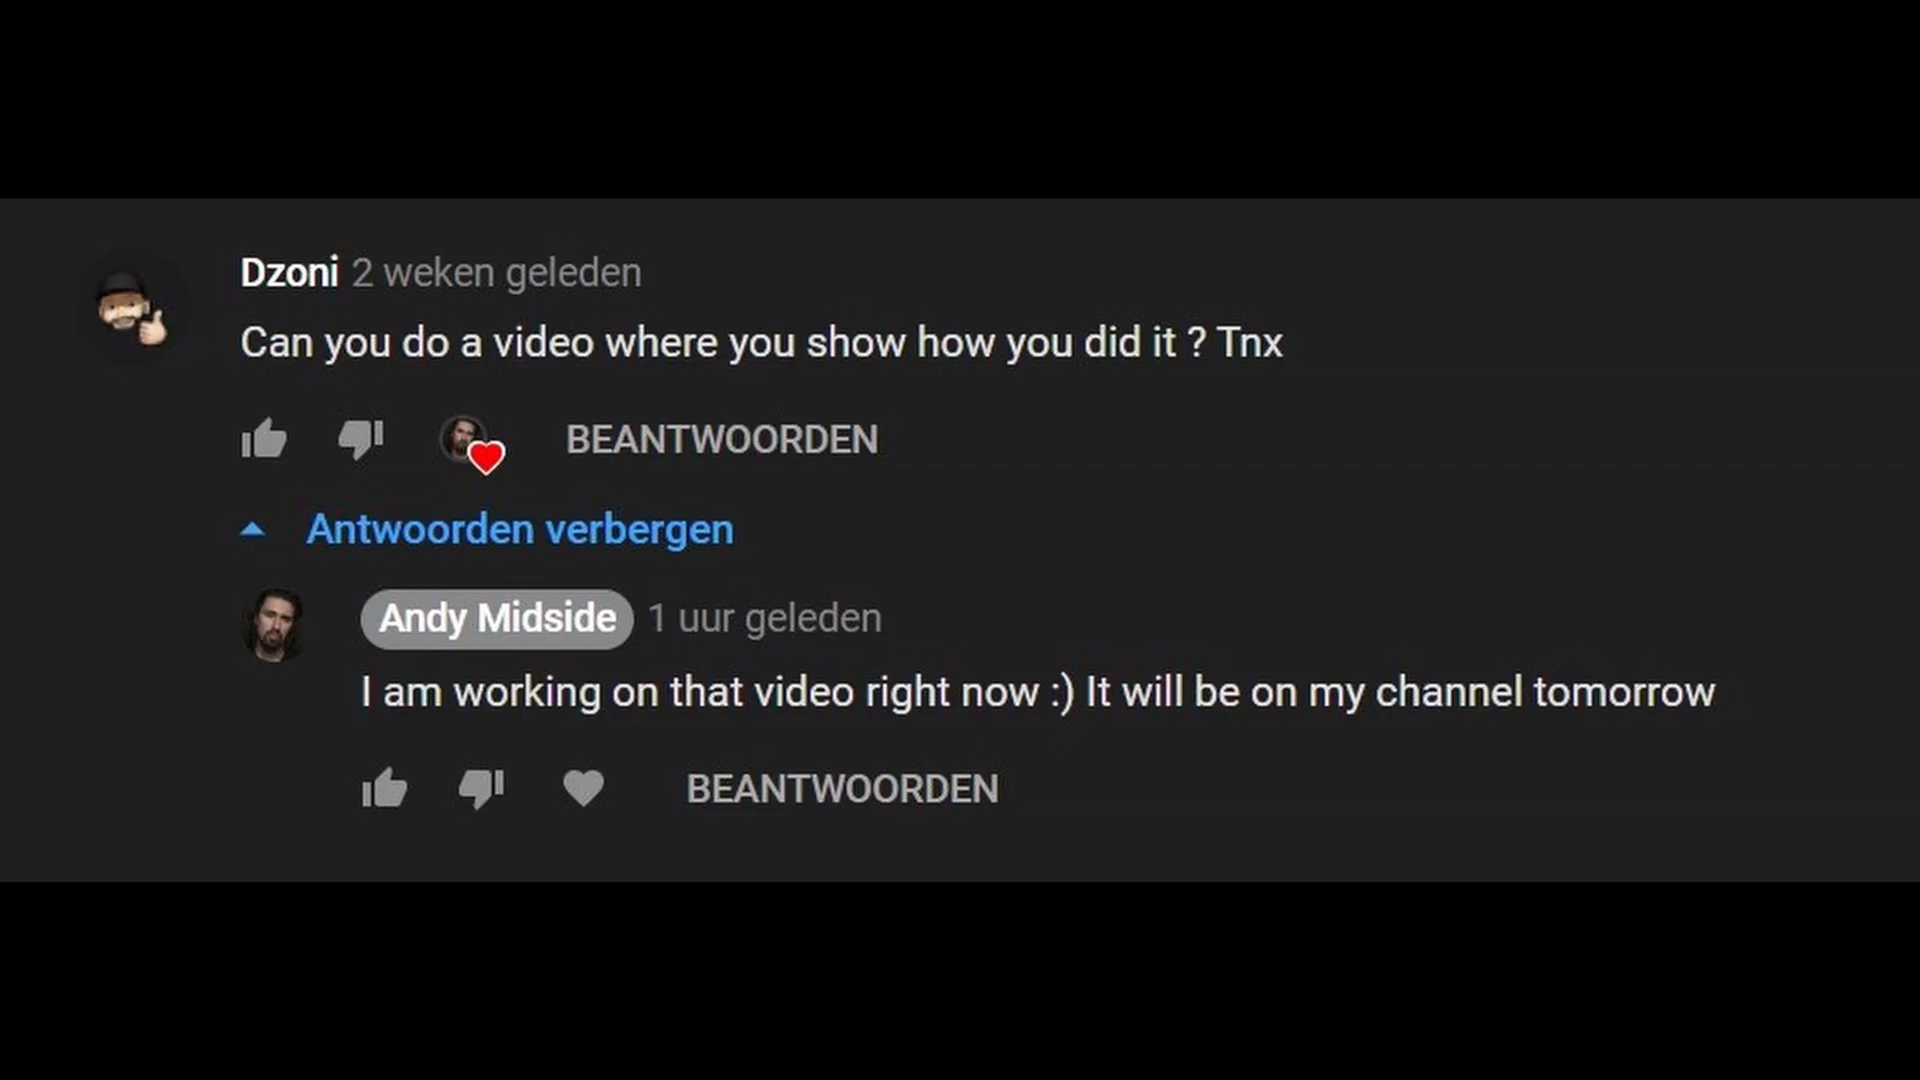 Dzoni 2 weken geleden
Can you do a video where you show how you did it ? Tnx
BEANTWOORDEN
Antwoorden verbergen
Andy Midside 1 uur geleden
I am working on that video right now :) It will be on my channel tomorrow
BEANTWOORDEN